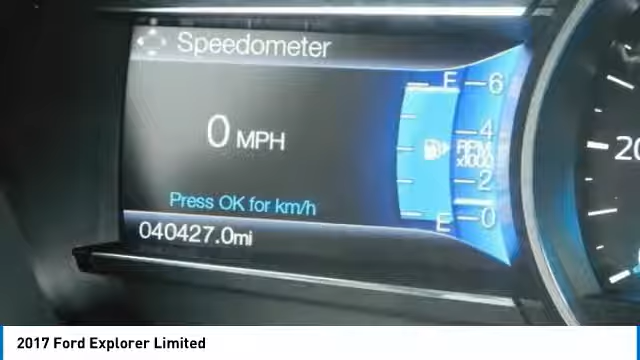 Speedometer
E 6
0 MPH
4
RPM
x1000
2
Press OK for km/h
0
E
040427.0mi
20
2017 Ford Explorer Limited